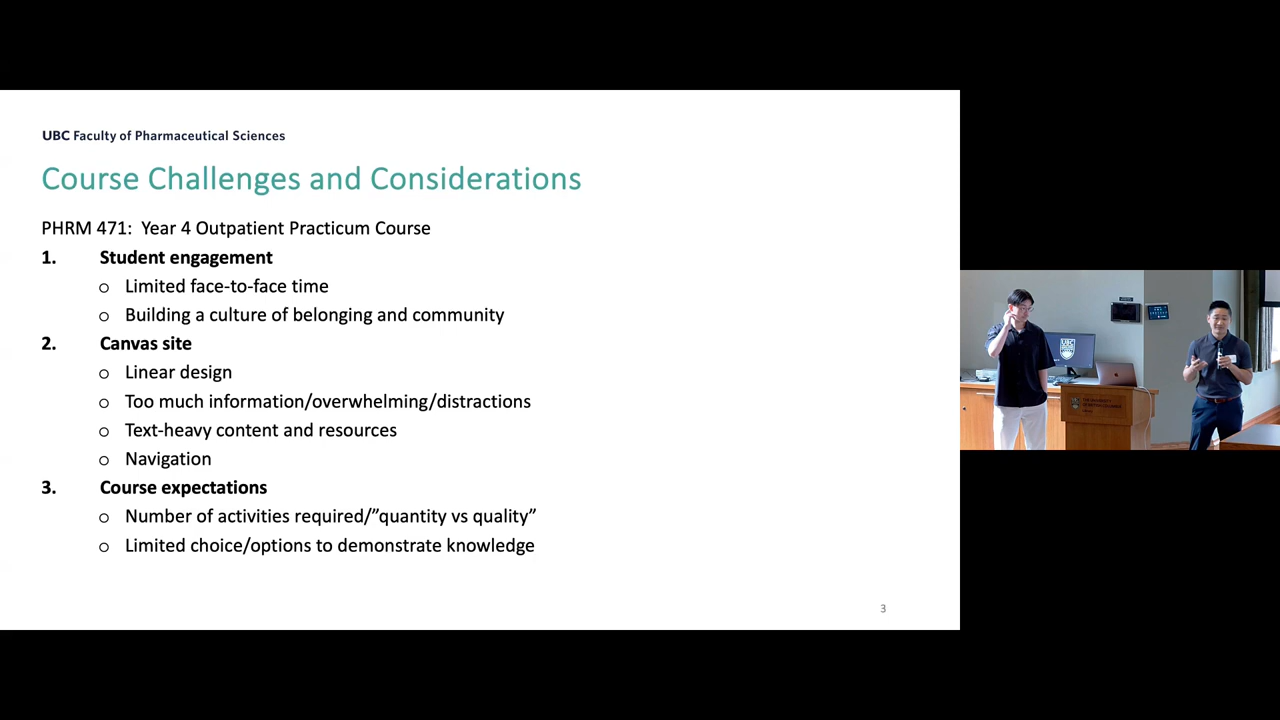 UBC Faculty of Pharmaceutical Sciences
Course Challenges and Considerations
PHRM 471:  Year 4 Outpatient Practicum Course
1. Student engagement
o Limited face-to-face time
o Building a culture of belonging and community
2. Canvas site
o Linear design
o Too much information/overwhelming/distractions
o Text-heavy content and resources
o Navigation
3. Course expectations
o Number of activities required/”quantity vs quality”
o Limited choice/options to demonstrate knowledge
3
UBC